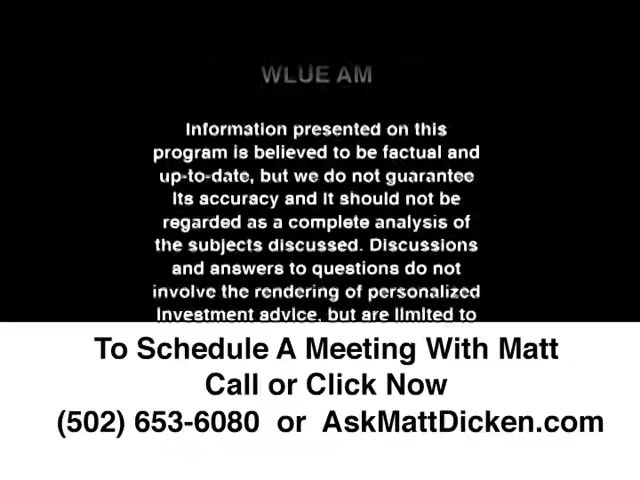 WLUE AM
Information presented on this
program is believed to be factual and
up-to-date, but we do not guarantee
its accuracy and it should not be
regarded as a complete analysis of
the subjects discussed. Discussions
and answers to questions do not
involve the rendering of personalized
investment advice, but are limited to
To Schedule A Meeting With Matt
Call or Click Now
(502) 653-6080 or AskMattDicken.com